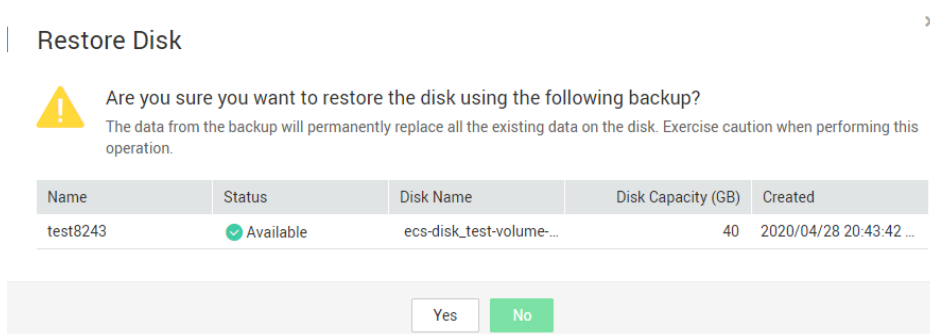 Restore Disk
Are you sure you want to restore the disk using the following backup?
The data from the backup will permanently replace all the existing data on the disk. Exercise caution when performing this
operation.
Name Status Disk Name Disk Capacity (GB) Created
test8243 Available ecs-disk_test-volume-... 40 2020/04/28 20:43:42 ...
Yes No